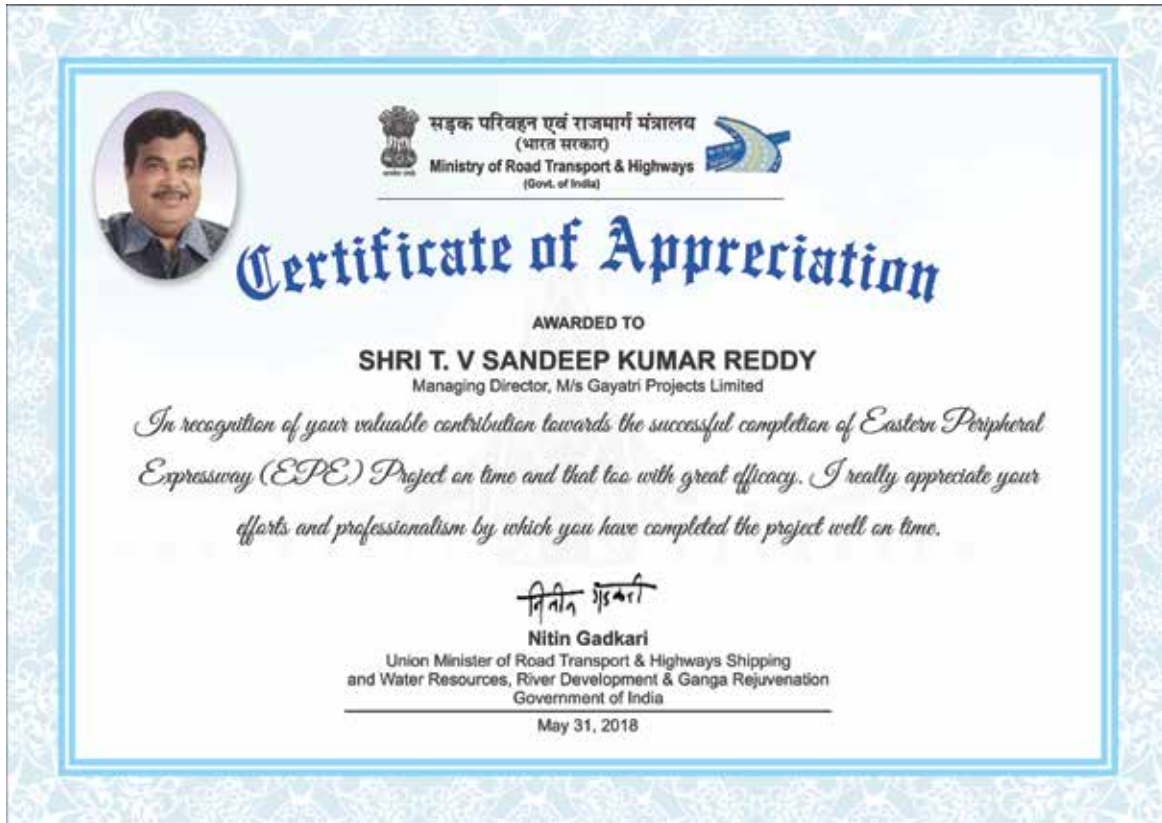 सड़क परिवहन एवं राजमार्ग मंत्रालय
(भारत सरकार)
Ministry of Road Transport & Highways
(Govt. of India)
Certificate of Appreciation
AWARDED TO
SHRI T. V SANDEEP KUMAR REDDY
Managing Director, M/s Gayatri Projects Limited
In recognition of your valuable contribution towards the successful completion of Eastern Peripheral
Expressway (EPE) Project on time and that too with great efficacy. I really appreciate your
efforts and professionalism by which you have completed the project well on time.
नितीन गडकरी
Nitin Gadkari
Union Minister of Road Transport & Highways Shipping
and Water Resources, River Development & Ganga Rejuvenation
Government of India
May 31, 2018